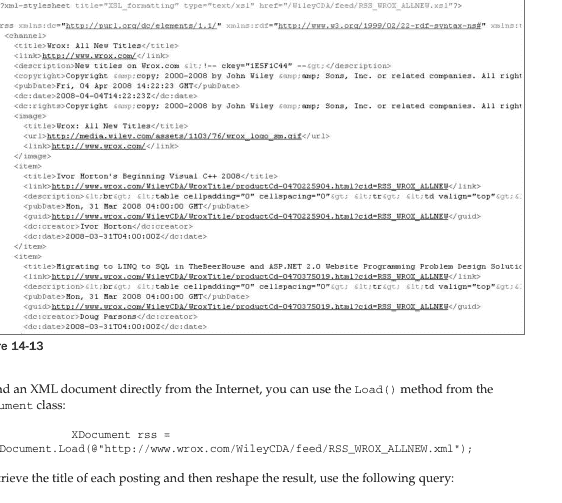 ?xml-stylesheet title="XSL_formatting" type="text/xsl" href="/WileyCDA/feed/RSS_WROX_ALLNEW.xsl"?>
rss xmlns:dc="http://purl.org/dc/elements/1.1/" xmlns:rdf="http://www.w3.org/1999/02/22-rdf-syntax-ns#" xmlns:t
<channel>
<title>Wrox: All New Titles</title>
<link>http://www.wrox.com/</link>
<description>New titles on Wrox.com &lt;!-- ckey="1E5F1C44" --&gt;</description>
<copyright>Copyright &amp;copy; 2000-2008 by John Wiley &amp;amp; Sons, Inc. or related companies. All right
<pubDate>Fri, 04 Apr 2008 14:22:23 GMT</pubDate>
<dc:date>2008-04-04T14:22:23Z</dc:date>
<dc:rights>Copyright &amp;copy; 2000-2008 by John Wiley &amp;amp; Sons, Inc. or related companies. All right
<image>
<title>Wrox: All New Titles</title>
<url>http://media.wiley.com/assets/1103/76/wrox_logo_sm.gif</url>
<link>http://www.wrox.com/</link>
</image>
<item>
<title>Ivor Horton's Beginning Visual C++ 2008</title>
<link>http://www.wrox.com/WileyCDA/WroxTitle/productCd-0470225904.html?cid=RSS_WROX_ALLNEW</link>
<description>&lt;br&gt; &lt;table cellpadding="0" cellspacing="0"&gt; &lt;tr&gt; &lt;td valign="top"&gt;&l
<pubDate>Mon, 31 Mar 2008 04:00:00 GMT</pubDate>
<guid>http://www.wrox.com/WileyCDA/WroxTitle/productCd-0470225904.html?cid=RSS_WROX_ALLNEW</guid>
<dc:creator>Ivor Horton</dc:creator>
<dc:date>2008-03-31T04:00:00Z</dc:date>
</item>
<item>
<title>Migrating to LINQ to SQL in TheBeerHouse and ASP.NET 2.0 Website Programming Problem Design Solutio
<link>http://www.wrox.com/WileyCDA/WroxTitle/productCd-0470375019.html?cid=RSS_WROX_ALLNEW</link>
<description>&lt;br&gt; &lt;table cellpadding="0" cellspacing="0"&gt; &lt;tr&gt; &lt;td valign="top"&gt;&l
<pubDate>Mon, 31 Mar 2008 04:00:00 GMT</pubDate>
<guid>http://www.wrox.com/WileyCDA/WroxTitle/productCd-0470375019.html?cid=RSS_WROX_ALLNEW</guid>
<dc:creator>Doug Parsons</dc:creator>
<dc:date>2008-03-31T04:00:00Z</dc:date>
e 14-13
ad an XML document directly from the Internet, you can use the Load() method from the
ument class:
XDocument rss =
Document.Load(@"http://www.wrox.com/WileyCDA/feed/RSS_WROX_ALLNEW.xml");
trieve the title of each posting and then reshape the result, use the following query: